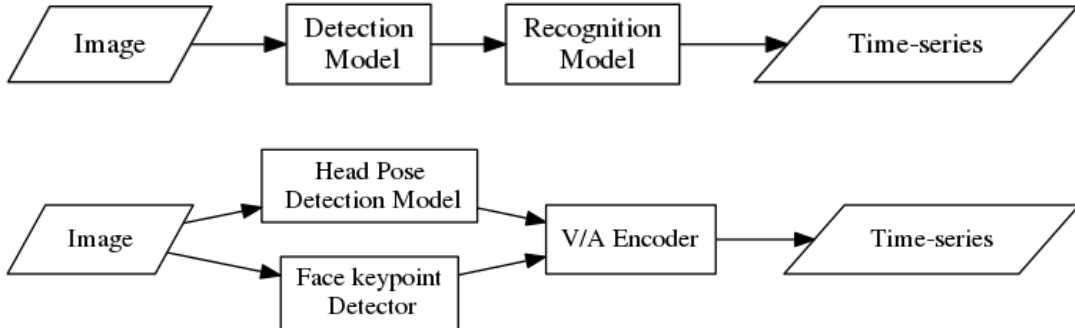 Image
Detection
Model
Recognition
Model
Time-series
Image
Head Pose
Detection Model
Face keypoint
Detector
V/A Encoder
Time-series